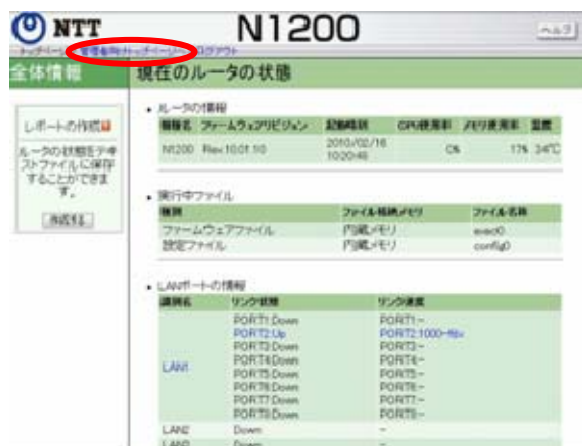 NTT
N1200
ヘルプ
トップページ 管理者向けトップページへ ログアウト
全体情報
現在のルータの状態
レポートの作成
ルータの状態をテキストファイルに保存することができます。
作成する
・ルータの情報
機種名 ファームウェアリビジョン 起動時刻 CPU使用率 メモリ使用率 温度
N1200 Rev.10.01.10 2010/02/16 10:20:46 17% 34℃
・実行中ファイル
種別 ファイル格納メモリ ファイル名称
ファームウェアファイル 内蔵メモリ exec0
設定ファイル 内蔵メモリ config0
・LANポートの情報
識別名 リンク状態 リンク速度
LAN1
PORT1:Down PORT1:-
PORT2:Up PORT2:1000-fdx
PORT3:Down PORT3:-
PORT4:Down PORT4:-
PORT5:Down PORT5:-
PORT6:Down PORT6:-
PORT7:Down PORT7:-
PORT8:Down PORT8:-
LAN2 Down -
LAN3 Down -